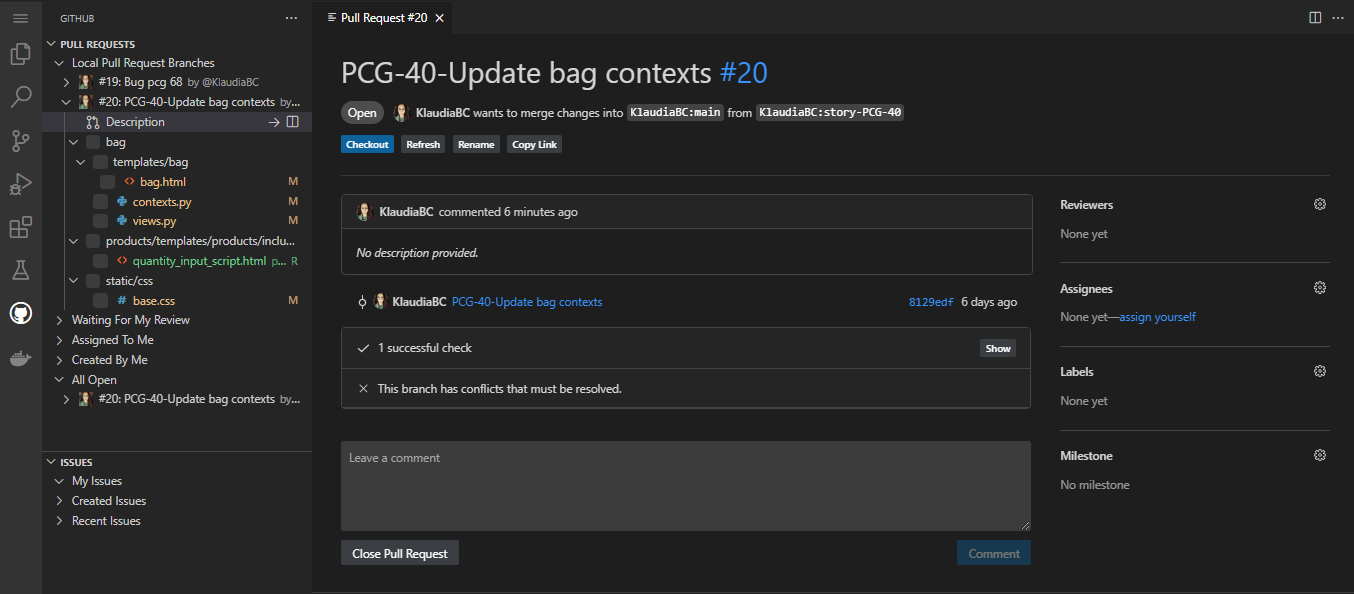 GITHUB
PULL REQUESTS
Local Pull Request Branches
#19: Bug pcg 68 by @KlaudiaBC
#20: PCG-40-Update bag contexts by...
Description
bag
templates/bag
bag.html M
contexts.py M
views.py M
products/templates/products/inclu...
quantity_input_script.html p... R
static/css
# base.css M
Waiting For My Review
Assigned To Me
Created By Me
All Open
#20: PCG-40-Update bag contexts by...
ISSUES
My Issues
Created Issues
Recent Issues
Pull Request #20
PCG-40-Update bag contexts #20
Open KlaudiaBC wants to merge changes into KlaudiaBC:main from KlaudiaBC:story-PCG-40
Checkout Refresh Rename Copy Link
KlaudiaBC commented 6 minutes ago
No description provided.
KlaudiaBC PCG-40-Update bag contexts 8129edf 6 days ago
1 successful check Show
This branch has conflicts that must be resolved.
Leave a comment
Close Pull Request Comment
Reviewers
None yet
Assignees
None yet—assign yourself
Labels
None yet
Milestone
No milestone